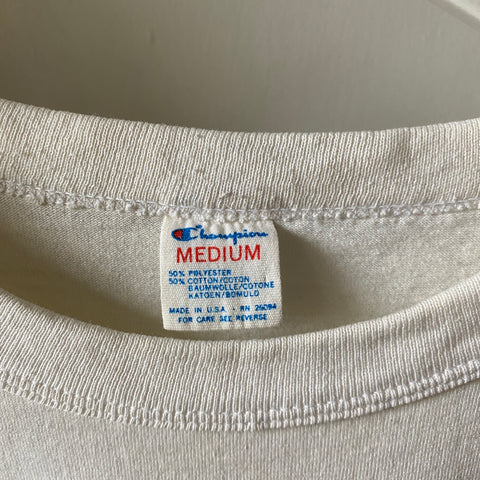 Champion
MEDIUM
50% POLYESTER
50% COTTON/COTON
BAUMWOLLE/COTONE
KATOEN/BOMULD
MADE IN U.S.A. - RN 26094
FOR CARE SEE REVERSE